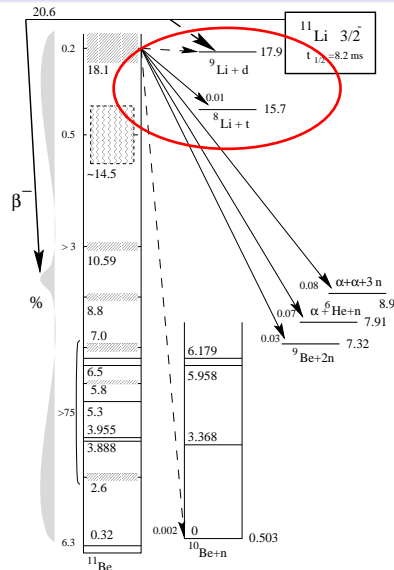 20.6
11Li 3/2-
t 1/2 =8.2 ms
0.2
18.1
9Li + d 17.9
0.01
15.7
8Li + t
0.5
~14.5
β−
>3
10.59
%
0.08 α+α+3n
8.9
8.8
0.07 α+6He+n 7.91
7.0
0.03 7.32
9Be+2n
6.179
6.5
5.958
5.8
>75
5.3
3.955
3.888
3.368
2.6
0.002 0 0.503
0.32
6.3
10Be+n
11Be